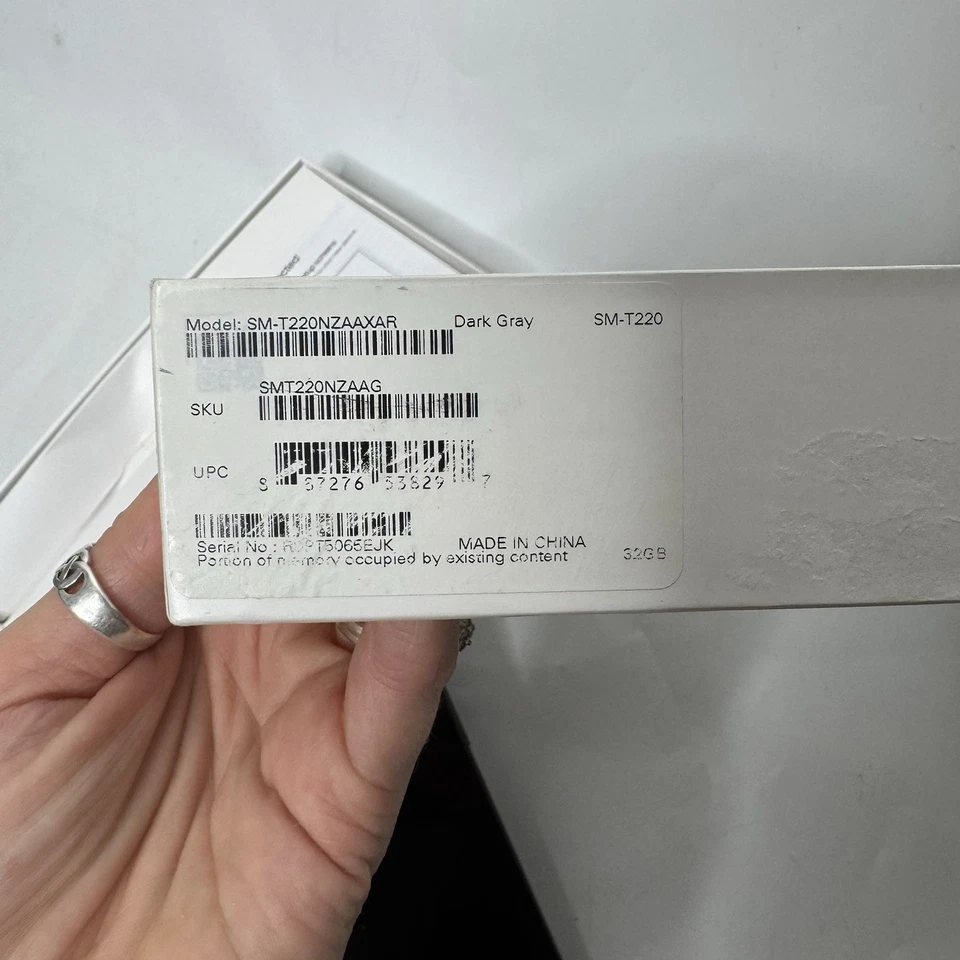 Model: SM-T220NZAAXAR Dark Gray SM-T220
SMT220NZAAG
SKU
UPC
53829 7
Serial No :
MADE IN CHINA
Portion of memory occupied by existing content 32GB